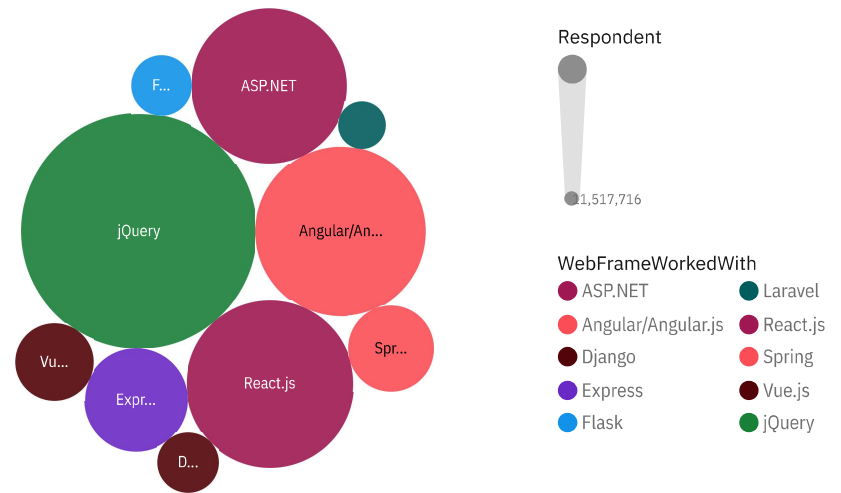 F...
ASP.NET
jQuery
Angular/An...
Vu...
Expr...
React.js
Spr...
D...
Respondent
11,517,716
WebFrameWorkedWith
ASP.NET
Laravel
Angular/Angular.js
React.js
Django
Spring
Express
Vue.js
Flask
jQuery